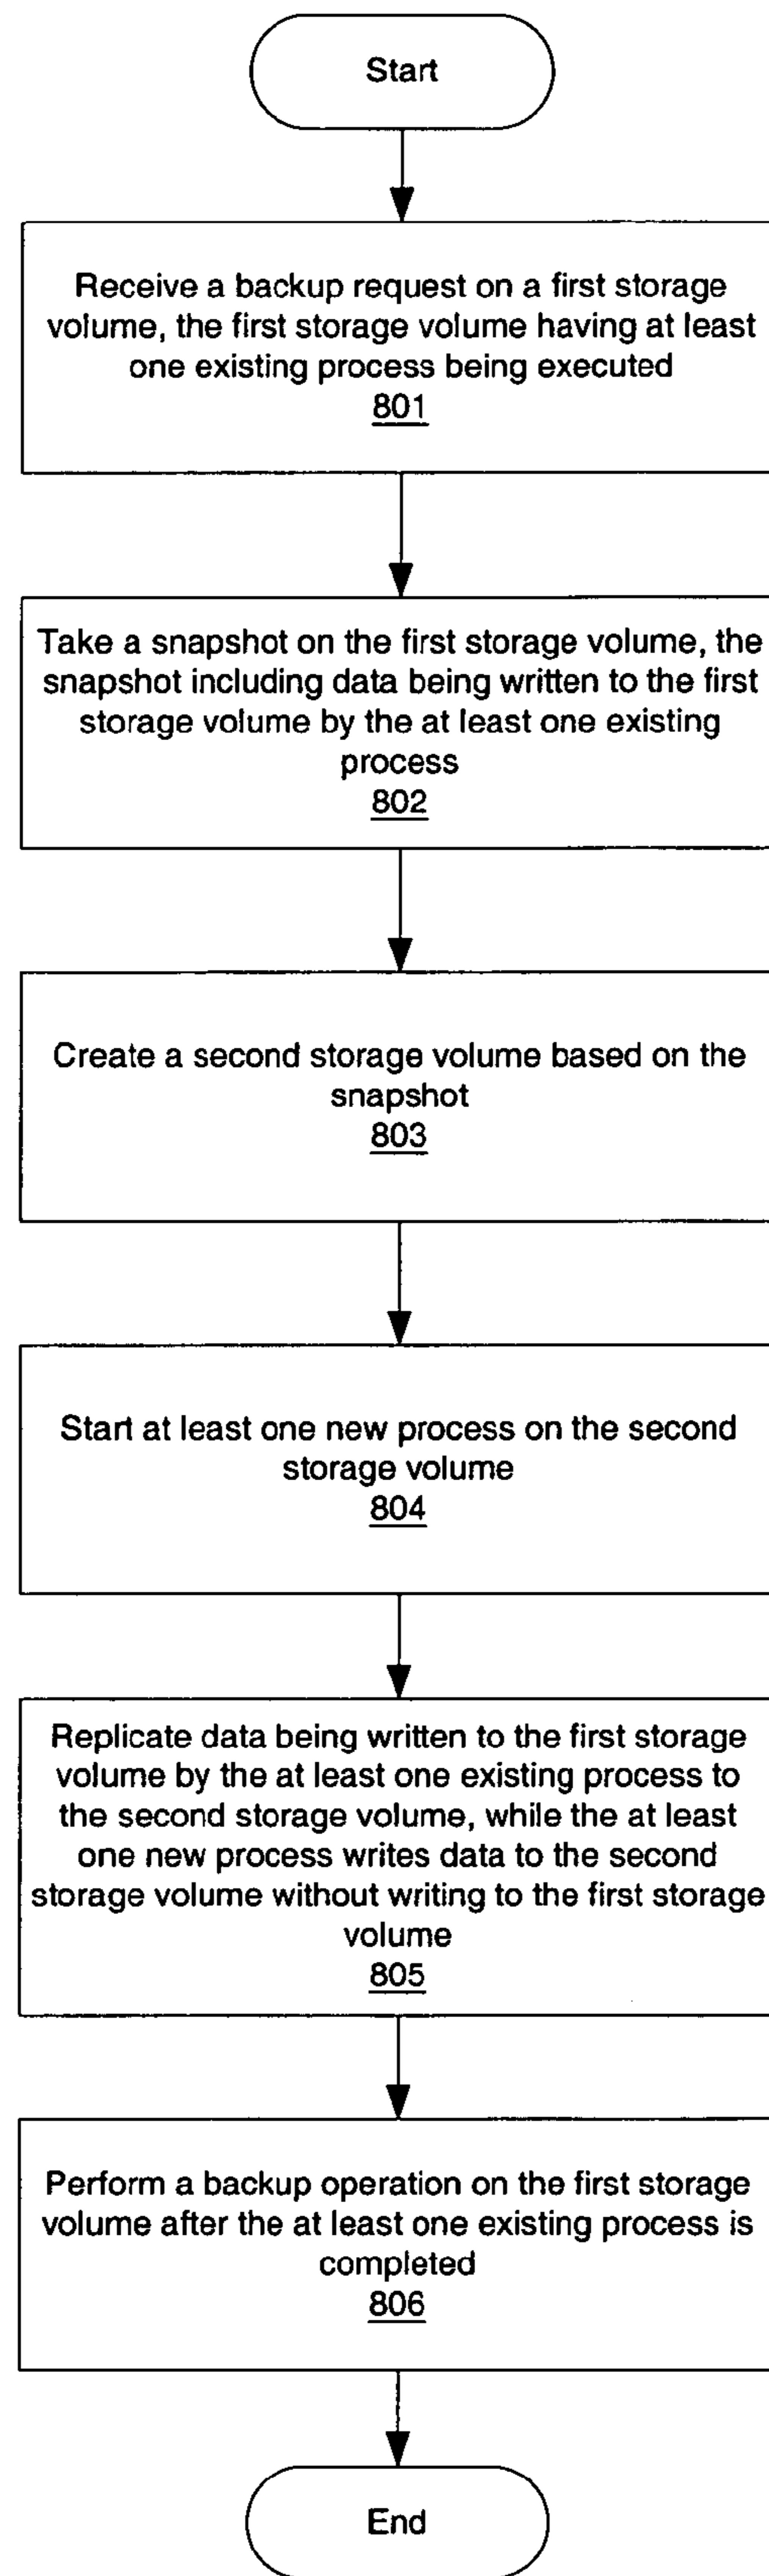 Start
Receive a backup request on a first storage
volume, the first storage volume having at least
one existing process being executed
801
Take a snapshot on the first storage volume, the
snapshot including data being written to the first
storage volume by the at least one existing
process
802
Create a second storage volume based on the
snapshot
803
Start at least one new process on the second
storage volume
804
Replicate data being written to the first storage
volume by the at least one existing process to
the second storage volume, while the at least
one new process writes data to the second
storage volume without writing to the first storage
volume
805
Perform a backup operation on the first storage
volume after the at least one existing process is
completed
806
End